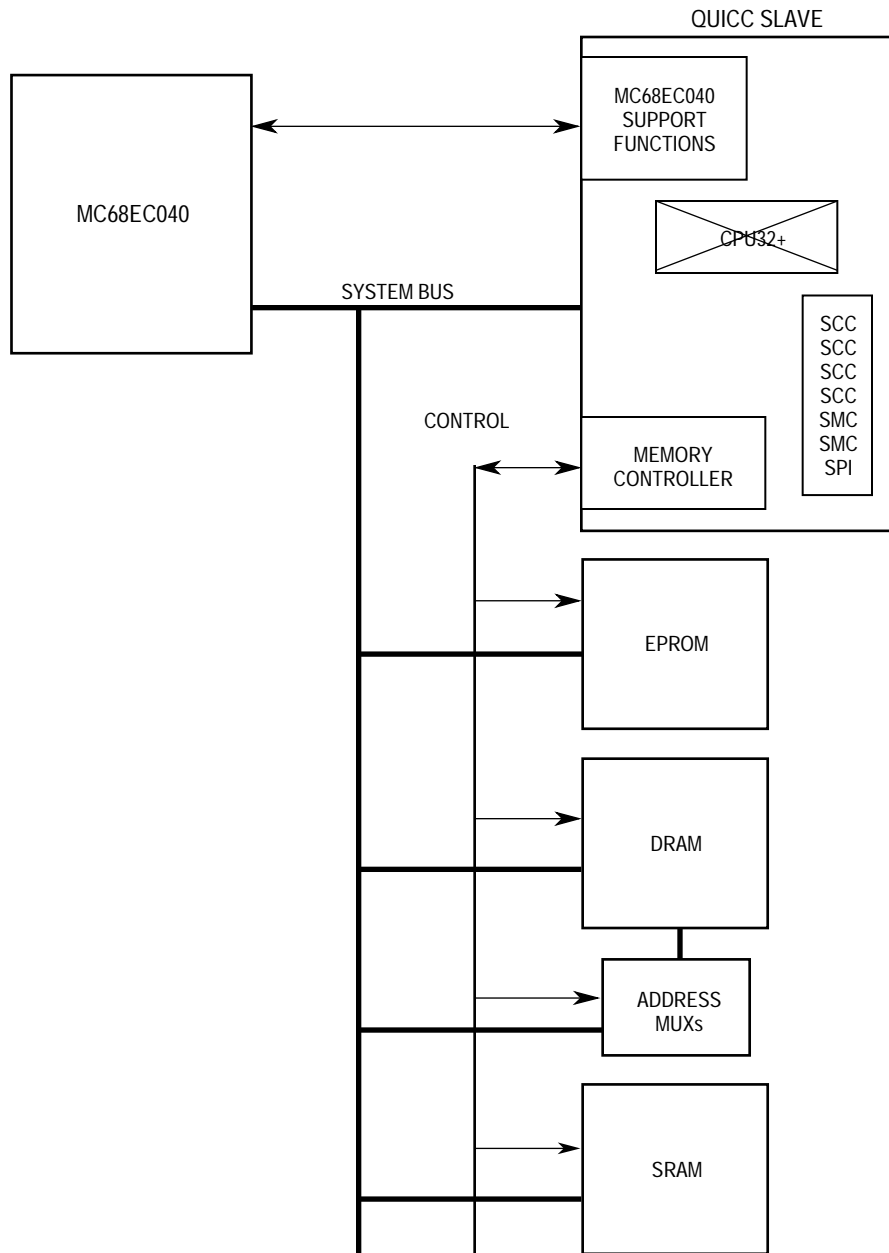 QUICC SLAVE
MC68EC040
SUPPORT
FUNCTIONS
MC68EC040
CPU32+
SYSTEM BUS
SCC
SCC
SCC
SCC
SMC
SMC
SPI
CONTROL
MEMORY
CONTROLLER
EPROM
DRAM
ADDRESS
MUXs
SRAM